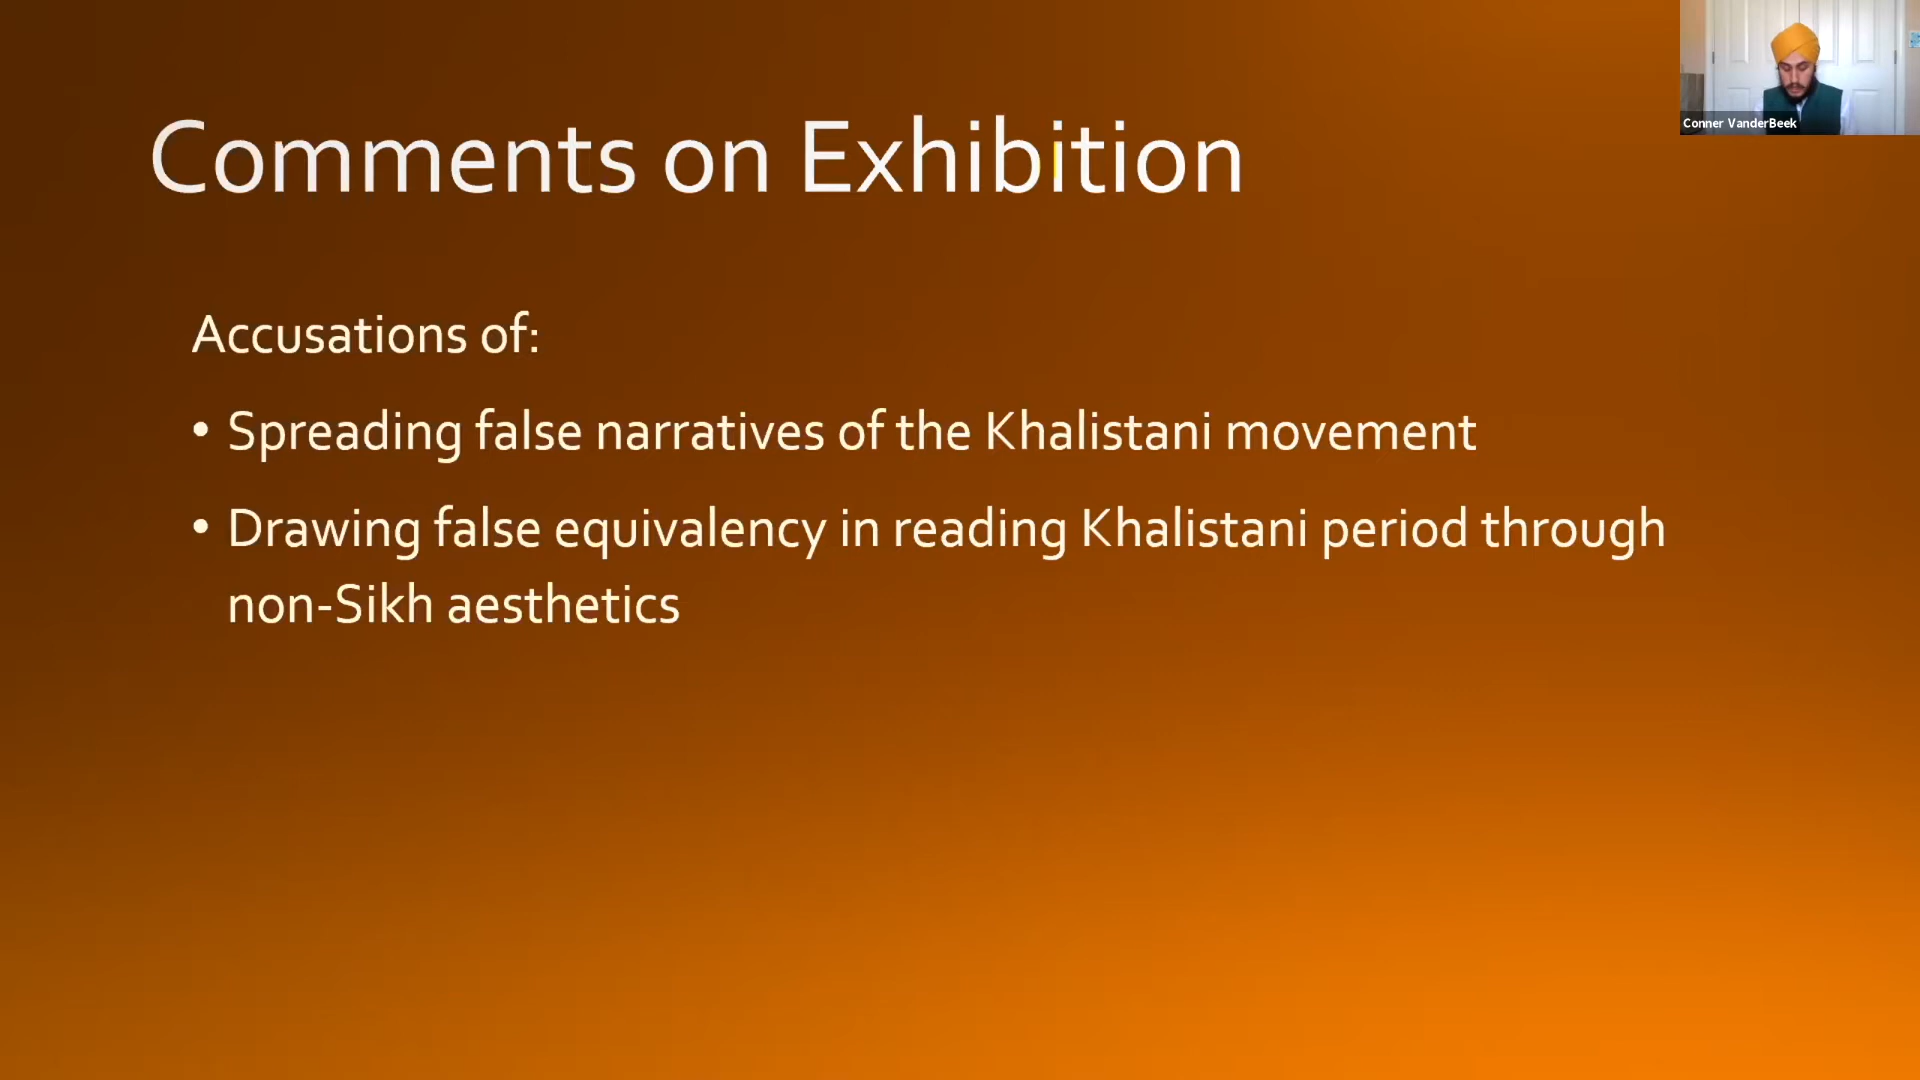 Conner VanderBeek
Comments on Exhibition
Accusations of:
• Spreading false narratives of the Khalistani movement
• Drawing false equivalency in reading Khalistani period through
non-Sikh aesthetics